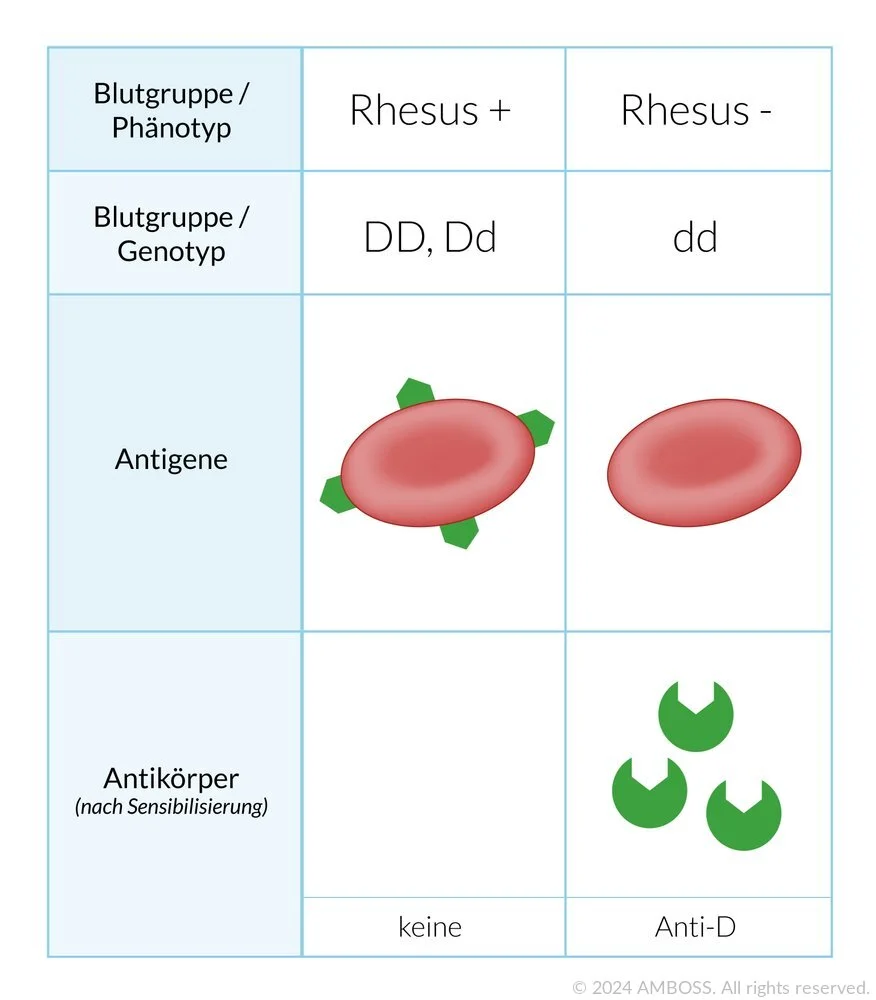 Blutgruppe /
Phänotyp
Rhesus +
Rhesus -
Blutgruppe /
Genotyp
DD, Dd
dd
Antigene
Antikörper
(nach Sensibilisierung)
keine
Anti-D
© 2024 AMBOSS. All rights reserved.